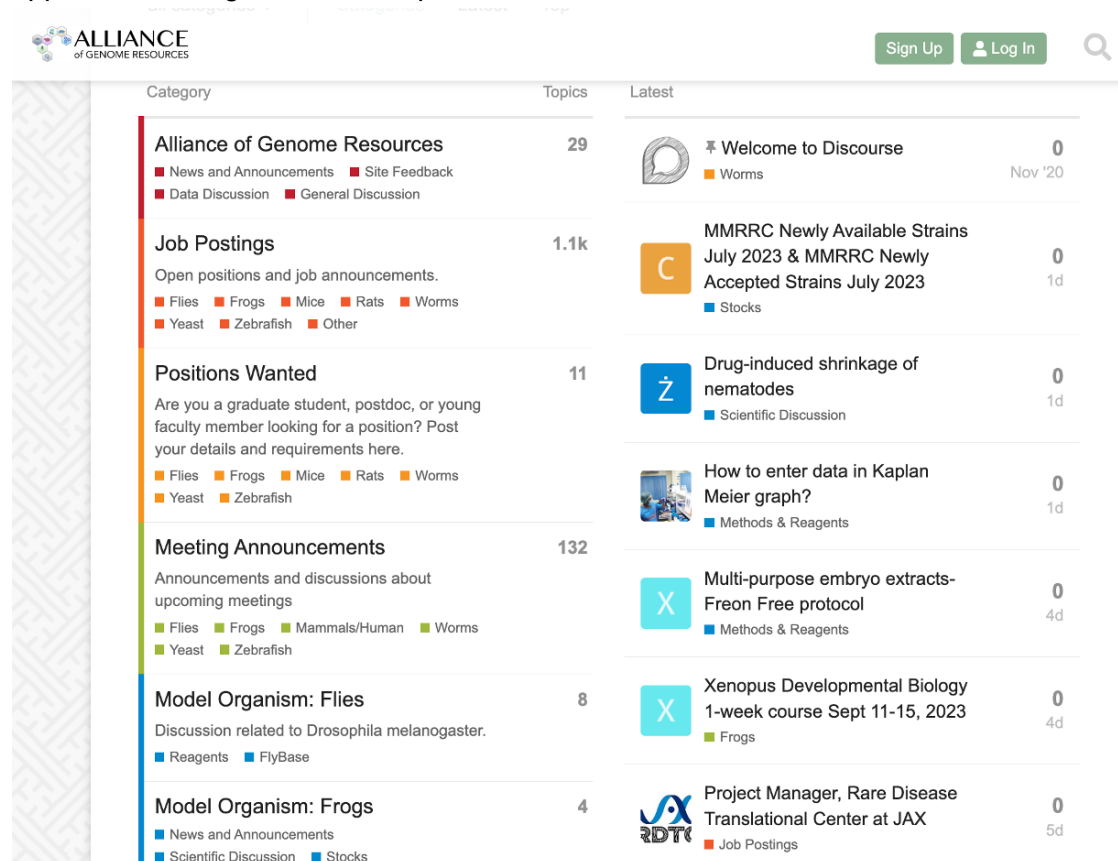 ALLIANCE
of GENOME RESOURCES
Sign Up
Log In
Category
Topics
Alliance of Genome Resources
29
News and Announcements
Site Feedback
Data Discussion
General Discussion
Job Postings
1.1k
Open positions and job announcements.
Flies
Frogs
Mice
Rats
Worms
Yeast
Zebrafish
Other
Positions Wanted
11
Are you a graduate student, postdoc, or young
faculty member looking for a position? Post
your details and requirements here.
Flies
Frogs
Mice
Rats
Worms
Yeast
Zebrafish
Meeting Announcements
132
Announcements and discussions about
upcoming meetings
Flies
Frogs
Mammals/Human
Worms
Yeast
Zebrafish
Model Organism: Flies
8
Discussion related to Drosophila melanogaster.
Reagents
FlyBase
Model Organism: Frogs
4
News and Announcements
Scientific Discussion
Stocks
Latest
Welcome to Discourse
0
Worms
Nov '20
C
MMRRC Newly Available Strains
July 2023 & MMRRC Newly
Accepted Strains July 2023
0
1d
Stocks
Ż
Drug-induced shrinkage of
nematodes
0
1d
Scientific Discussion
How to enter data in Kaplan
Meier graph?
0
1d
Methods & Reagents
X
Multi-purpose embryo extracts-
Freon Free protocol
0
4d
Methods & Reagents
X
Xenopus Developmental Biology
1-week course Sept 11-15, 2023
0
4d
Frogs
RDTC
Project Manager, Rare Disease
Translational Center at JAX
0
5d
Job Postings